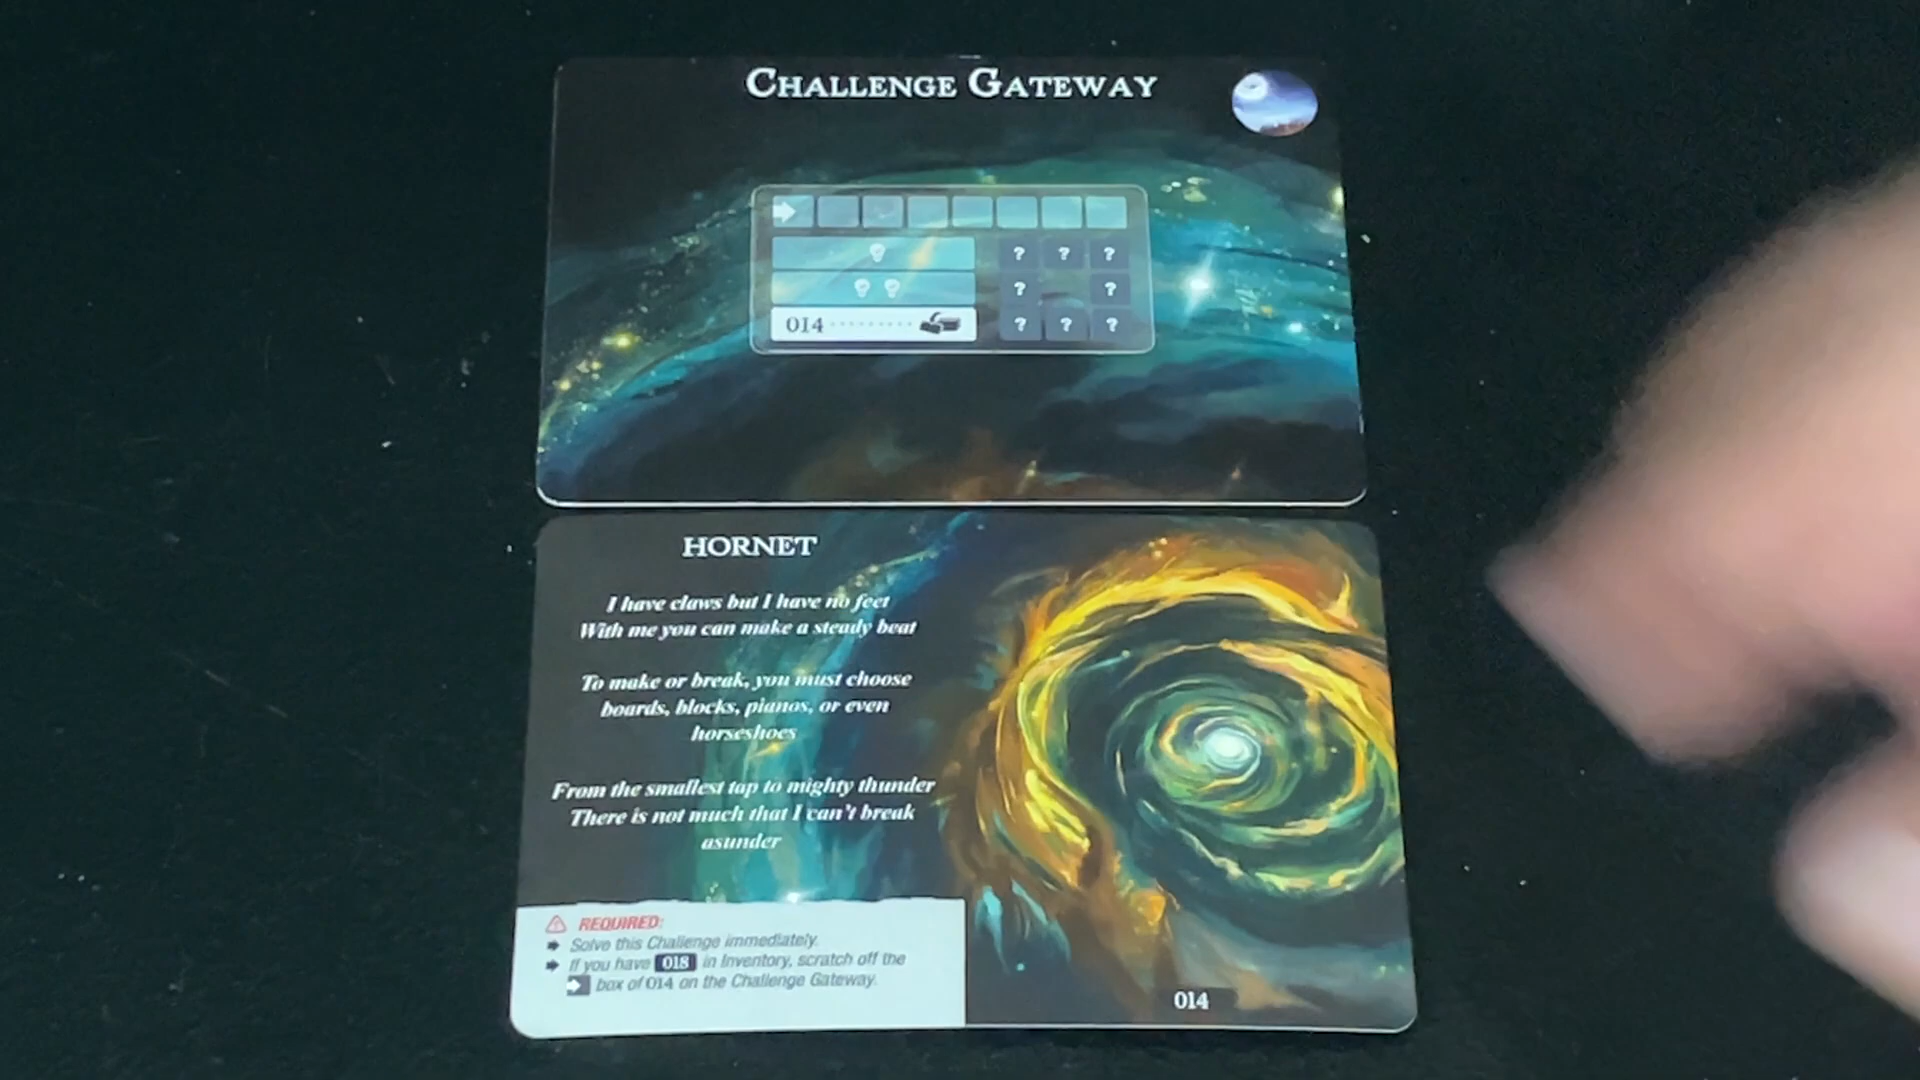 CHALLENGE GATEWAY
? ? ?
? ?
014 ? ? ?
HORNET
I have claws but I have no feet
With me you can make a steady beat
To make or break, you must choose
boards, blocks, pianos, or even
horseshoes
From the smallest tap to mighty thunder
There is not much that I can't break
asunder
REQUIRED:
Solve this Challenge immediately.
If you have 018 in Inventory, scratch off the
box of 014 on the Challenge Gateway.
014